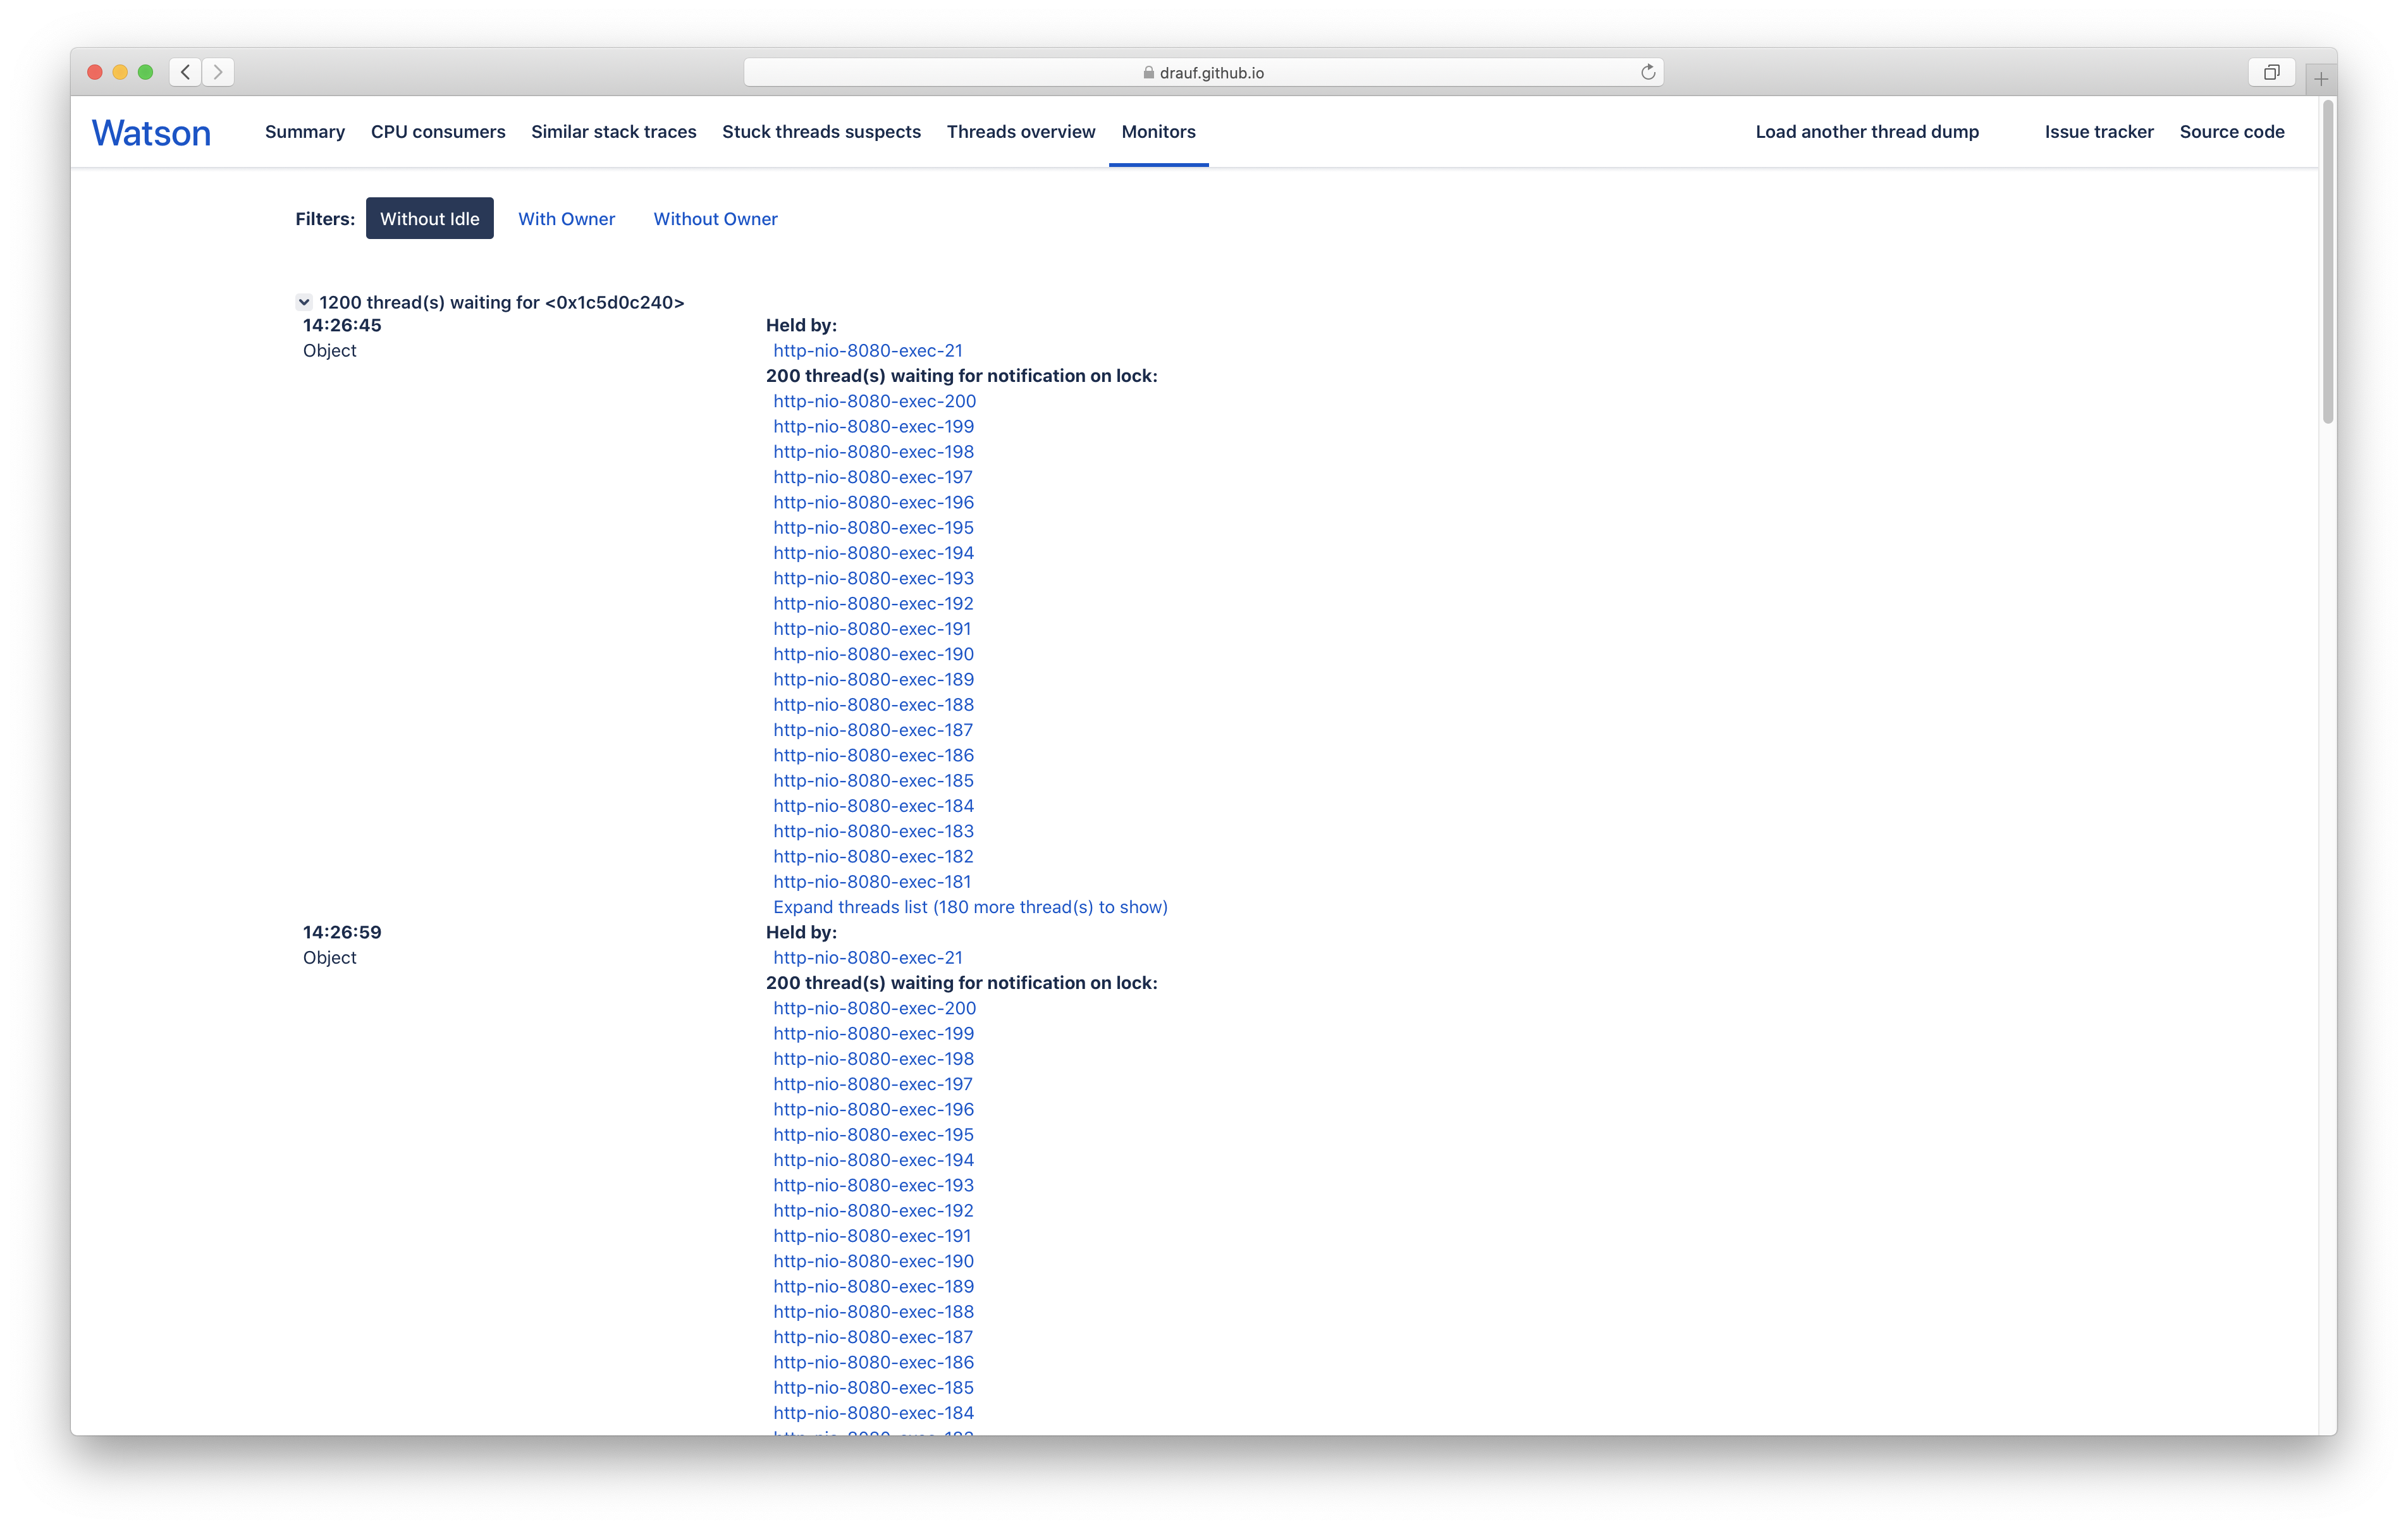 drauf.github.io
Watson Summary CPU consumers Similar stack traces Stuck threads suspects Threads overview Monitors Load another thread dump Issue tracker Source code
Filters: Without Idle With Owner Without Owner
1200 thread(s) waiting for <0x1c5d0c240>
14:26:45 Held by:
Object http-nio-8080-exec-21
200 thread(s) waiting for notification on lock:
http-nio-8080-exec-200
http-nio-8080-exec-199
http-nio-8080-exec-198
http-nio-8080-exec-197
http-nio-8080-exec-196
http-nio-8080-exec-195
http-nio-8080-exec-194
http-nio-8080-exec-193
http-nio-8080-exec-192
http-nio-8080-exec-191
http-nio-8080-exec-190
http-nio-8080-exec-189
http-nio-8080-exec-188
http-nio-8080-exec-187
http-nio-8080-exec-186
http-nio-8080-exec-185
http-nio-8080-exec-184
http-nio-8080-exec-183
http-nio-8080-exec-182
http-nio-8080-exec-181
Expand threads list (180 more thread(s) to show)
14:26:59 Held by:
Object http-nio-8080-exec-21
200 thread(s) waiting for notification on lock:
http-nio-8080-exec-200
http-nio-8080-exec-199
http-nio-8080-exec-198
http-nio-8080-exec-197
http-nio-8080-exec-196
http-nio-8080-exec-195
http-nio-8080-exec-194
http-nio-8080-exec-193
http-nio-8080-exec-192
http-nio-8080-exec-191
http-nio-8080-exec-190
http-nio-8080-exec-189
http-nio-8080-exec-188
http-nio-8080-exec-187
http-nio-8080-exec-186
http-nio-8080-exec-185
http-nio-8080-exec-184